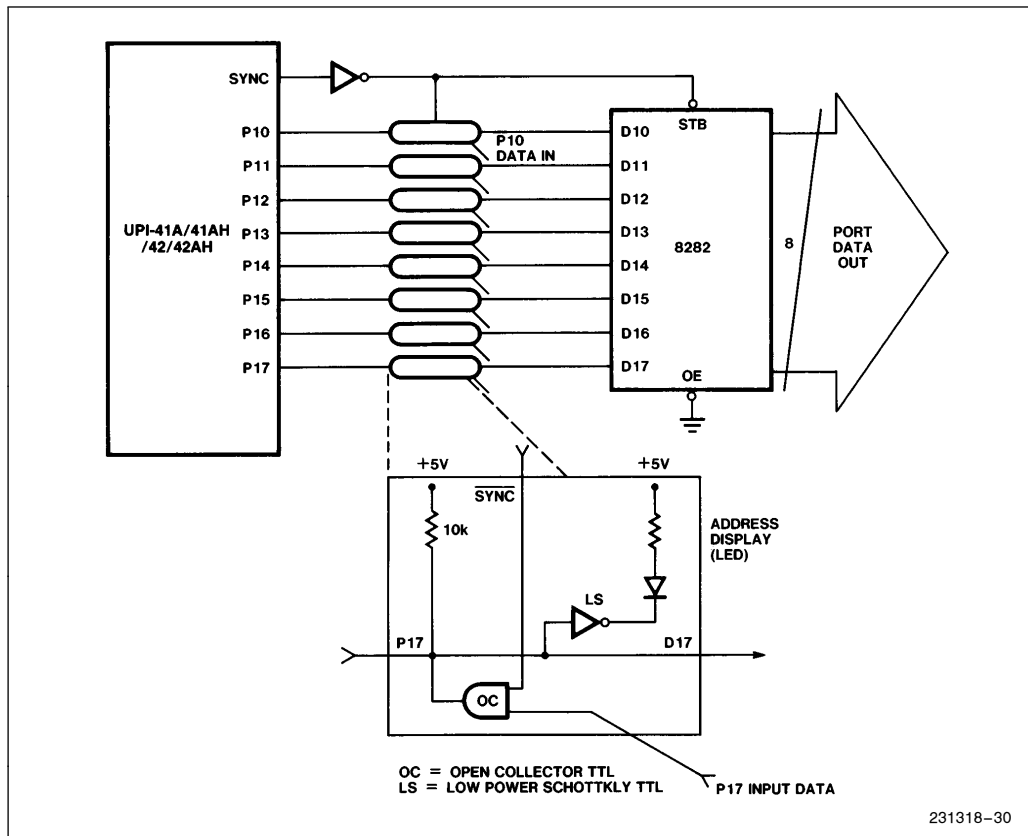 SYNC
P10
P11
P12
P13
P14
P15
P16
P17
UPI-41A/41AH
/42/42AH
P10
DATA IN
STB
D10
D11
D12
D13
D14
D15
D16
D17
8282
OE
8
PORT
DATA
OUT
+5V
SYNC
+5V
10k
ADDRESS
DISPLAY
(LED)
LS
P17
D17
OC
OC = OPEN COLLECTOR TTL
LS = LOW POWER SCHOTTKLY TTL
P17 INPUT DATA
231318-30